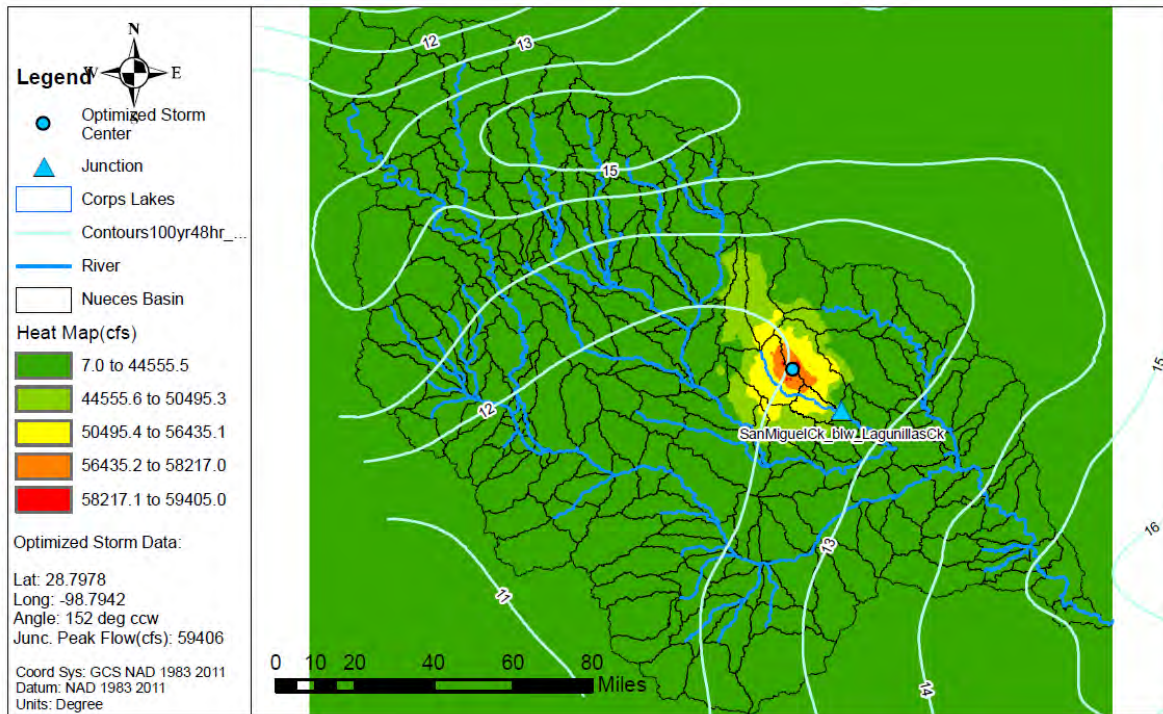 N
Legend
W
E
S
Optimized Storm
Center
Junction
Corps Lakes
Contours100yr48hr_...
River
Nueces Basin
Heat Map(cfs)
7.0 to 44555.5
44555.6 to 50495.3
50495.4 to 56435.1
56435.2 to 58217.0
58217.1 to 59405.0
Optimized Storm Data:
Lat: 28.7978
Long: -98.7942
Angle: 152 deg ccw
Junc. Peak Flow(cfs): 59406
Coord Sys: GCS NAD 1983 2011
Datum: NAD 1983 2011
Units: Degree
12
13
15
15
12
SanMiguelCk_blw_LagunillasCk
16
13
11
14
0 10 20 40 60 80
Miles